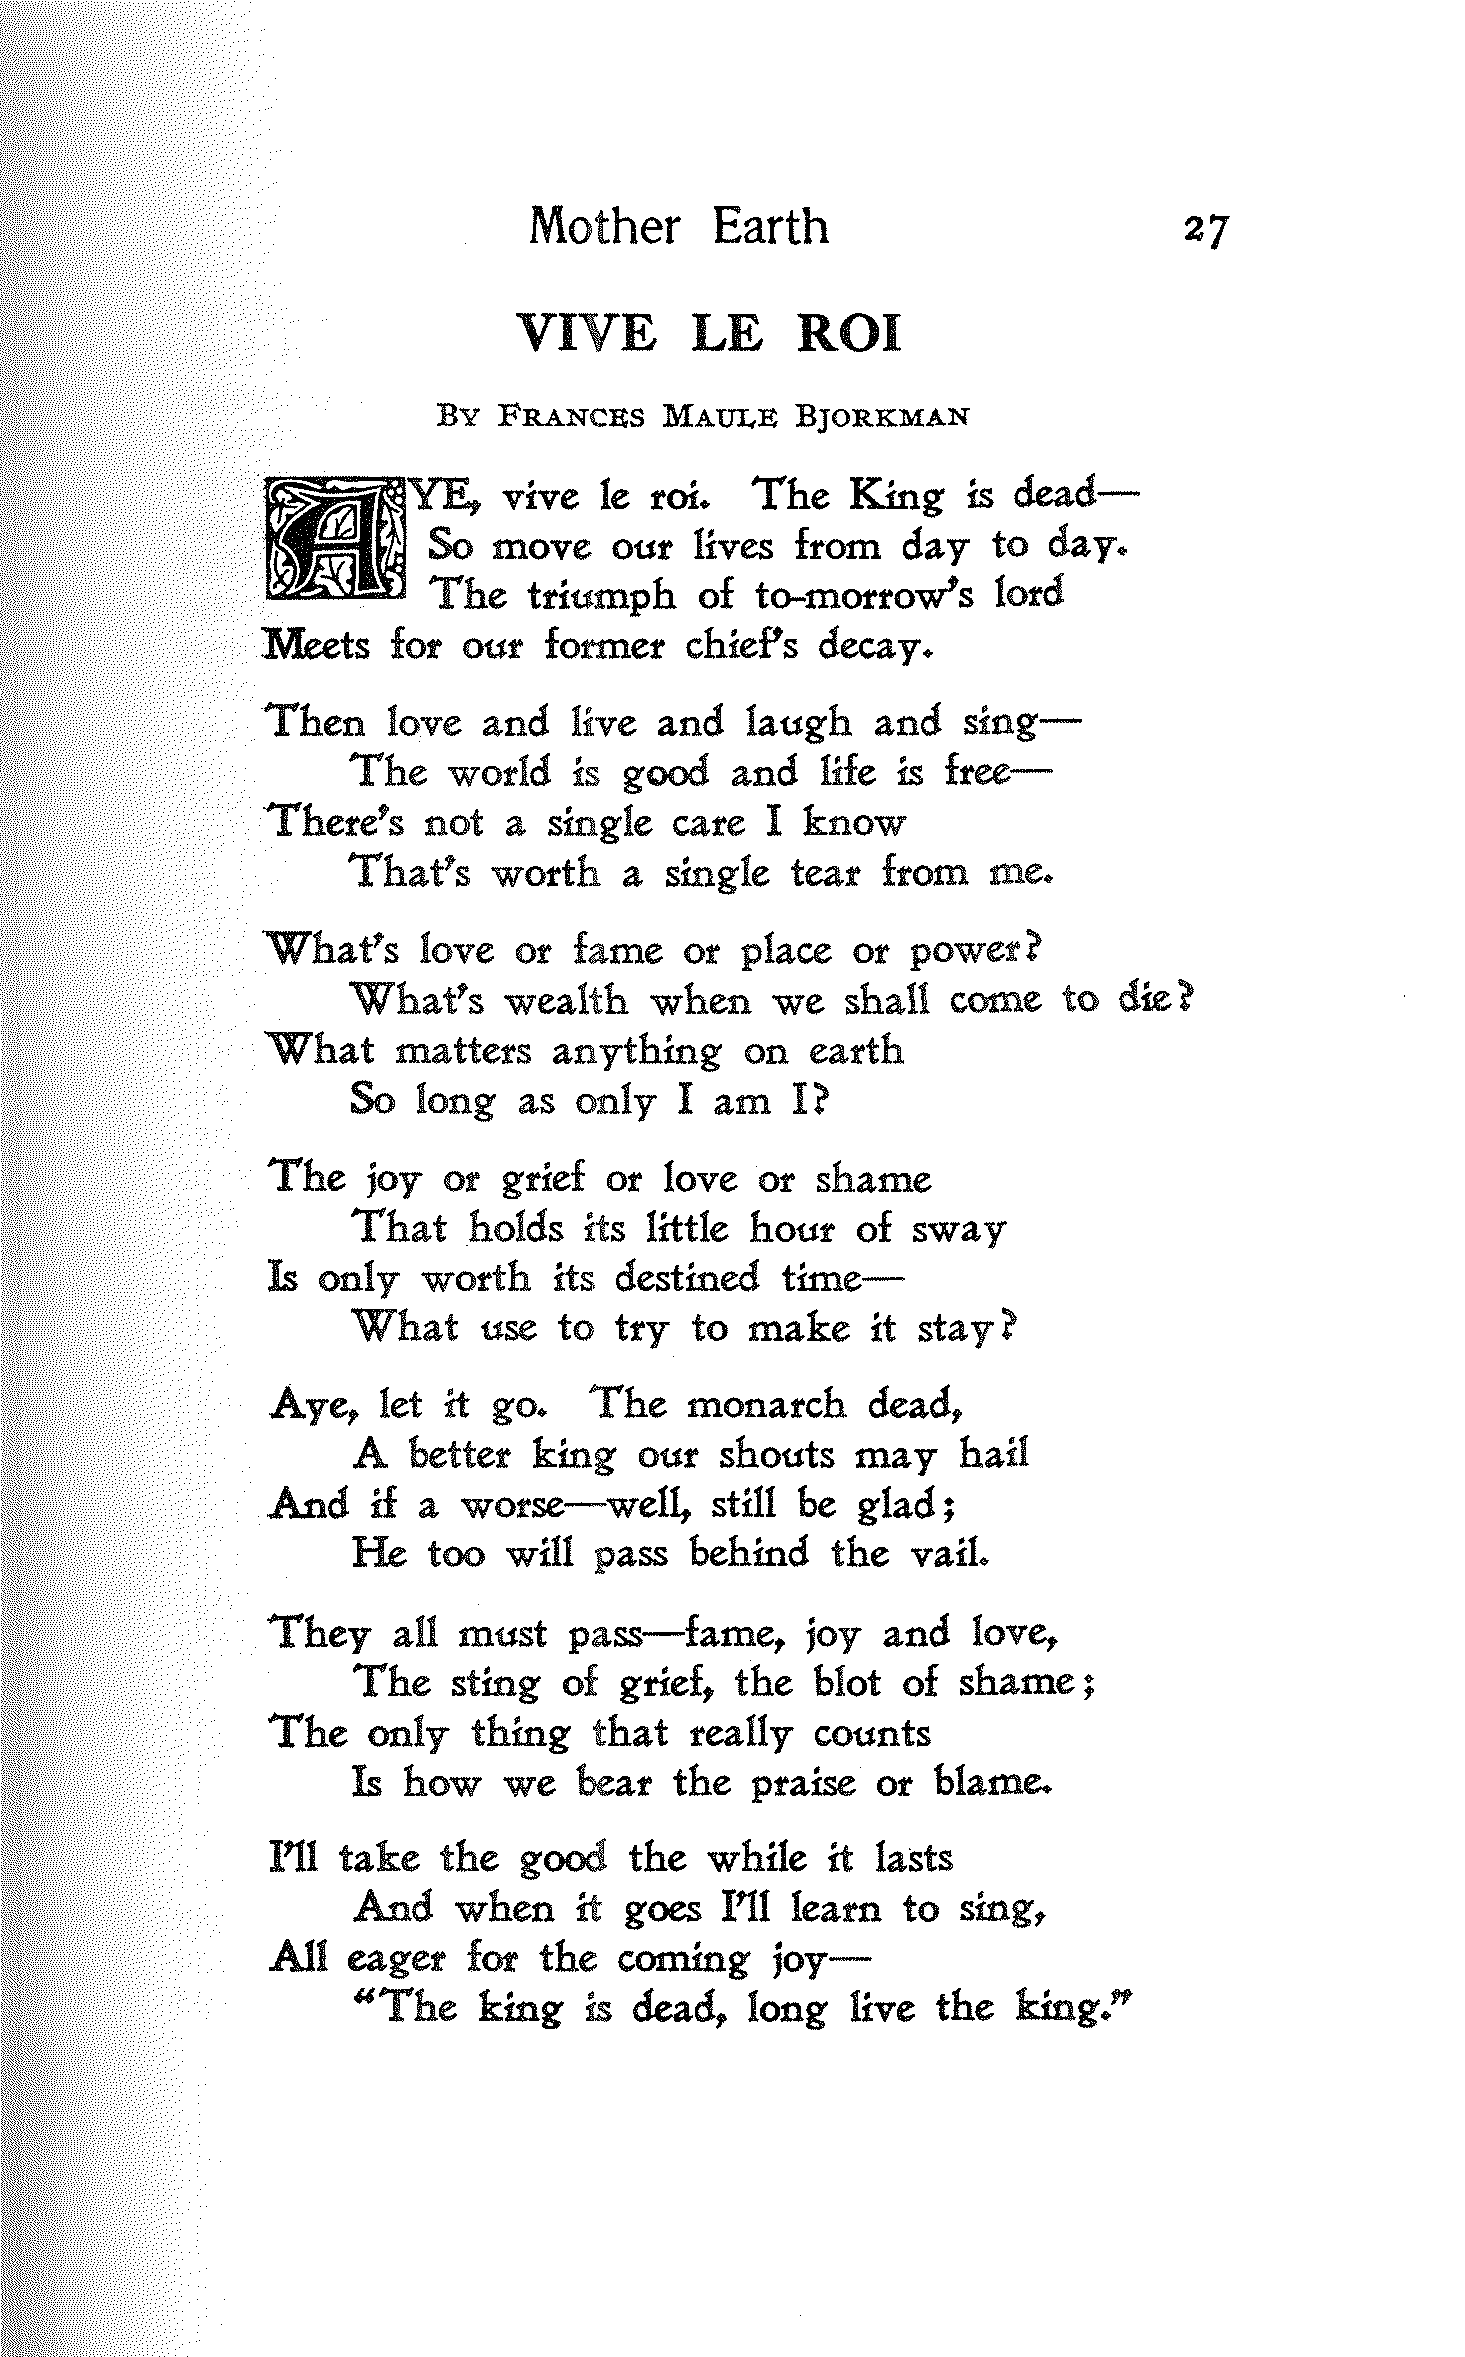 Mother Earth 27
VIVE LE ROI
By Frances Maule Bjorkman
AYE, vive le roi. The King is dead—
So move our lives from day to day.
The triumph of to-morrow's lord
Meets for our former chief's decay.
Then love and live and laugh and sing—
The world is good and life is free—
There's not a single care I know
That's worth a single tear from me.
What's love or fame or place or power?
What's wealth when we shall come to die?
What matters anything on earth
So long as only I am I?
The joy or grief or love or shame
That holds its little hour of sway
Is only worth its destined time—
What use to try to make it stay?
Aye, let it go. The monarch dead,
A better king our shouts may hail
And if a worse—well, still be glad;
He too will pass behind the vail.
They all must pass—fame, joy and love,
The sting of grief, the blot of shame;
The only thing that really counts
Is how we bear the praise or blame.
I'll take the good the while it lasts
And when it goes I'll learn to sing,
All eager for the coming joy—
"The king is dead, long live the king."